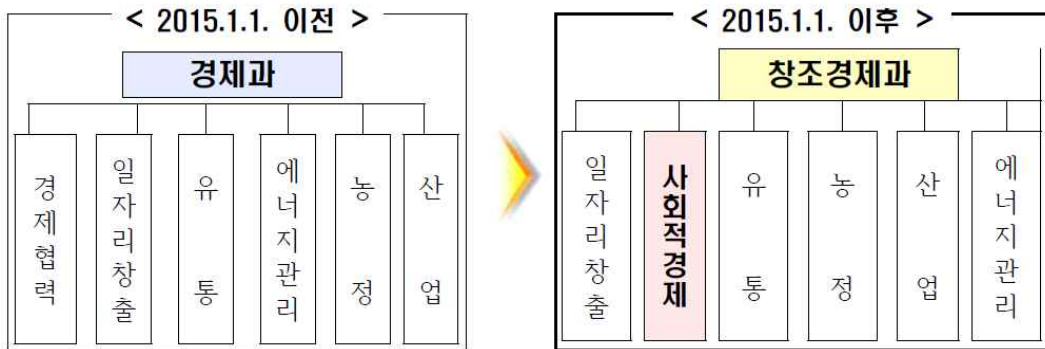 < 2015.1.1. 이전 >
경제과
경제협력
일자리창출
유통
에너지관리
농정
산업
< 2015.1.1. 이후 >
창조경제과
일자리창출
사회적경제
유통
농정
산업
에너지관리